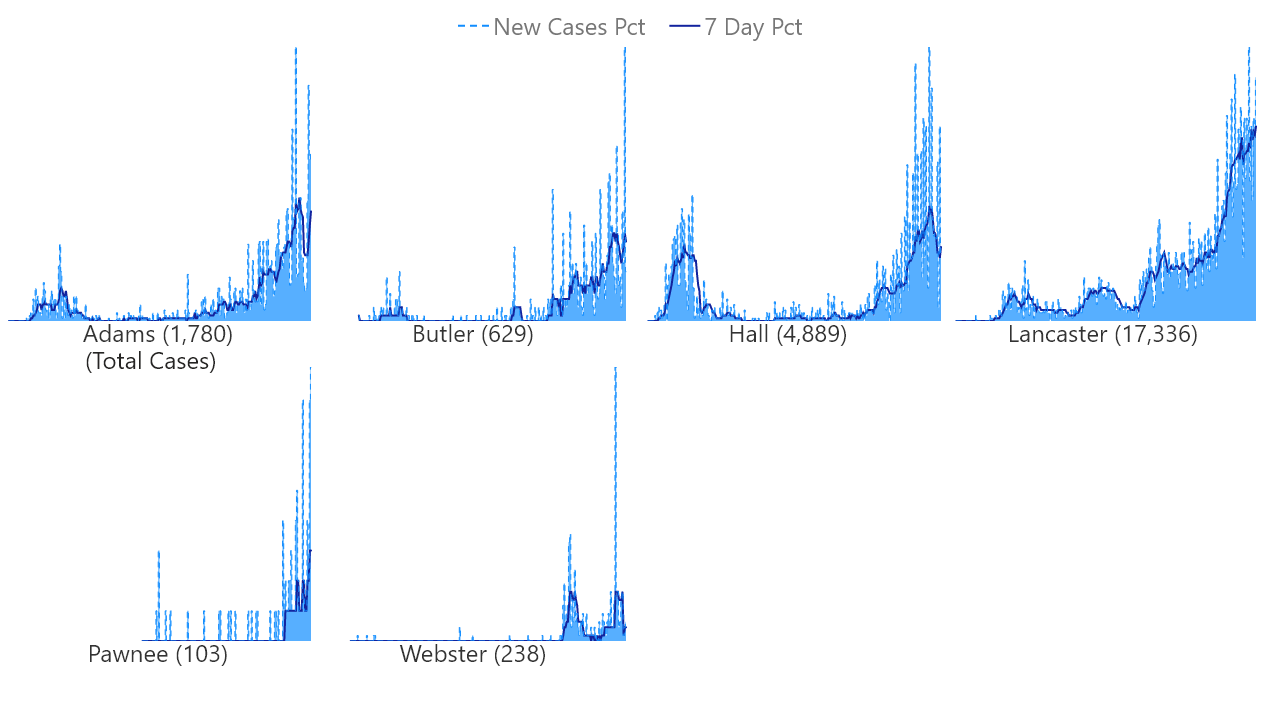 New Cases Pct 7 Day Pct
Adams (1,780) Butler (629) Hall (4,889) Lancaster (17,336)
(Total Cases)
Pawnee (103) Webster (238)